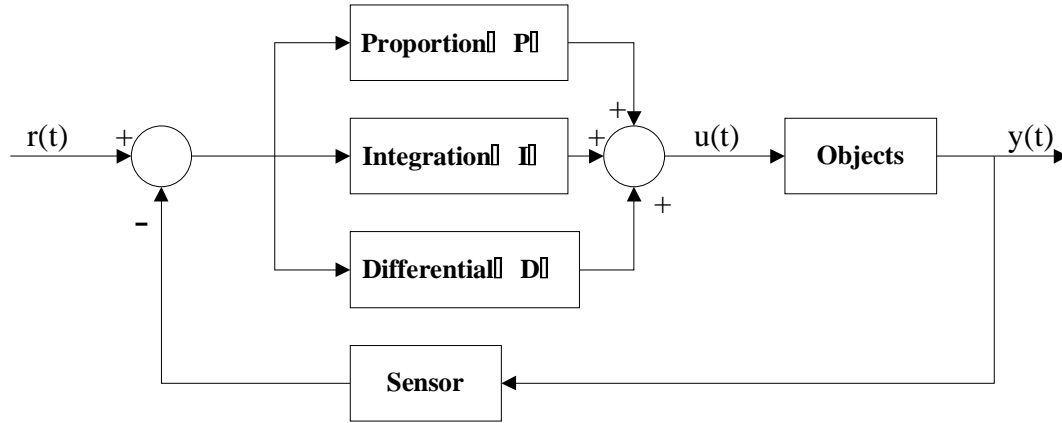 Proportion▯ P▯
+
r(t)
+
Integration▯ I▯
+
u(t)
Objects
y(t)
-
+
Differential▯ D▯
Sensor